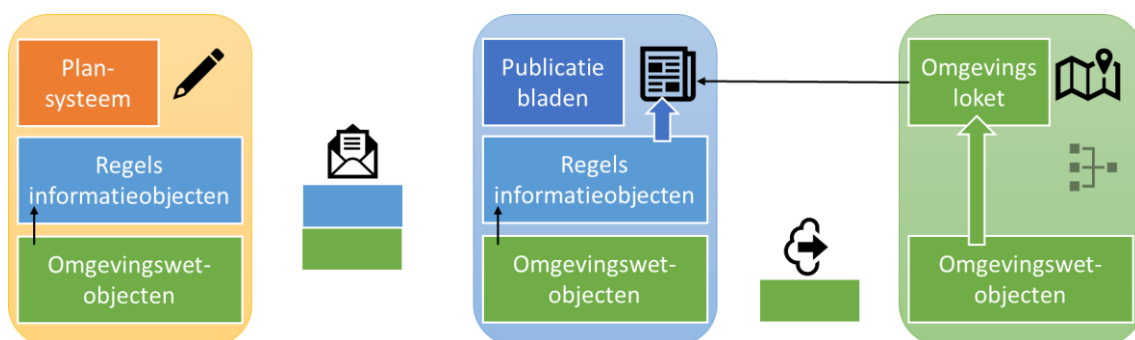 Plan-
systeem
Regels
informatieobjecten
Omgevingswet-
objecten
Publicatie
bladen
Regels
informatieobjecten
Omgevingswet-
objecten
Omgevings
loket
Omgevingswet-
objecten